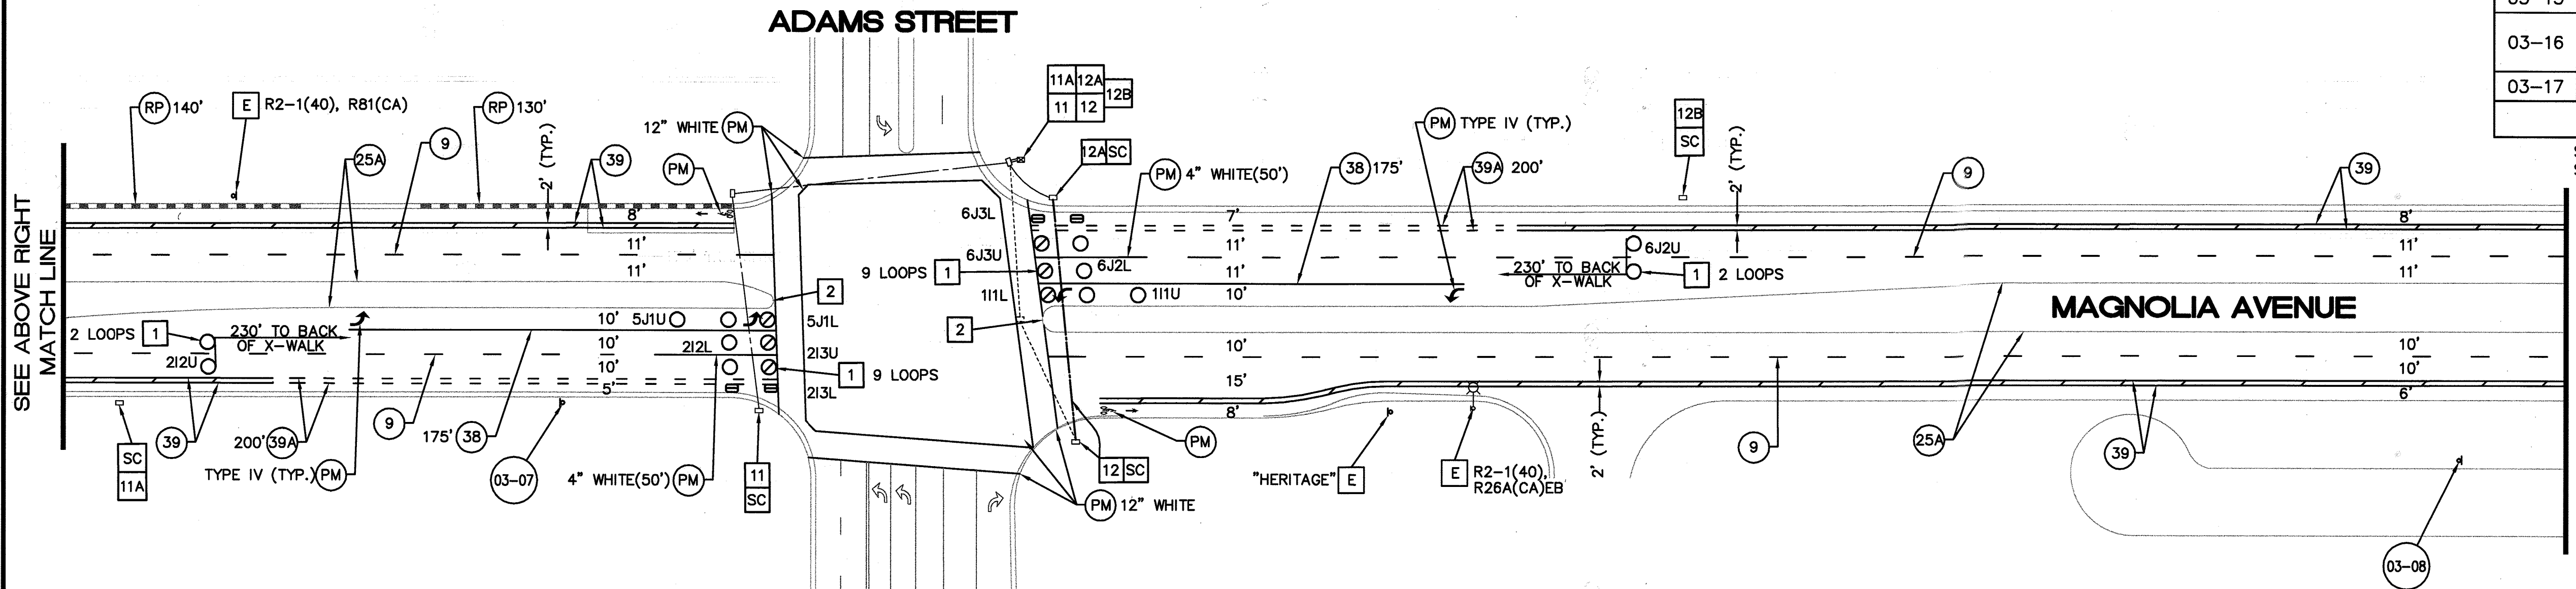 ADAMS STREET
03-16
03-17
11A 12A
11 12 12B
RP 140'
E R2-1(40), R81(CA)
RP 130'
12" WHITE PM
PM TYPE IV (TYP.)
12B
SC
25A
9
2' (TYP.)
39
PM
12A SC
PM 4" WHITE(50')
38 175'
39A 200'
2' (TYP.)
9
39
SEE ABOVE RIGHT
MATCH LINE
8'
6J3L
7'
8'
11'
6J3U
11'
6J2U
11'
11'
9 LOOPS 1
6J2L
11'
230' TO BACK
OF X-WALK
1 2 LOOPS
11'
2
1I1L
1I1U
10'
MAGNOLIA AVENUE
2 LOOPS 1
230' TO BACK
OF X-WALK
10'
5J1U
5J1L
2
2I2U
10'
2I2L
2I3U
10'
10'
10'
1 9 LOOPS
15'
10'
5'
2I3L
8'
6'
SC
11A
39
200' 39A
9
175' 38
TYPE IV (TYP.) PM
03-07
4" WHITE(50') PM
11
SC
12 SC
PM
PM 12" WHITE
"HERITAGE" E
E R2-1(40),
R26A(CA)EB
2' (TYP.)
9
25A
39
03-08